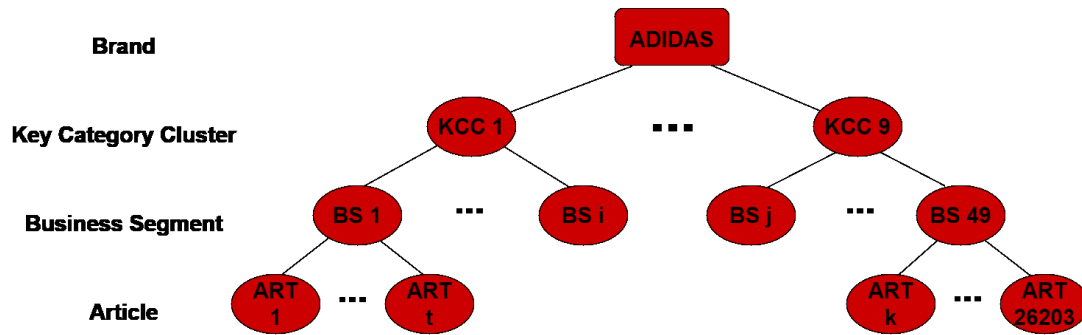 Brand
ADIDAS
Key Category Cluster
KCC 1
...
KCC 9
Business Segment
BS 1
...
BS i
BS j
...
BS 49
Article
ART
1
...
ART
t
ART
k
...
ART
26203